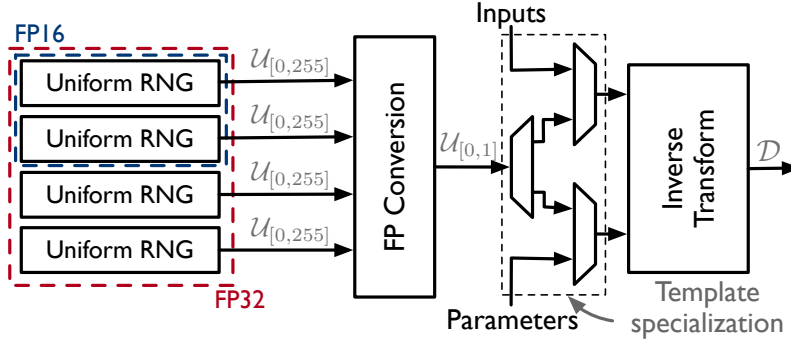 Inputs
FP16
Uniform RNG
𝒰[0,255]
Uniform RNG
𝒰[0,255]
Uniform RNG
𝒰[0,255]
Uniform RNG
𝒰[0,255]
FP32
FP Conversion
𝒰[0,1]
Inverse
Transform
𝒟
Parameters
Template
specialization